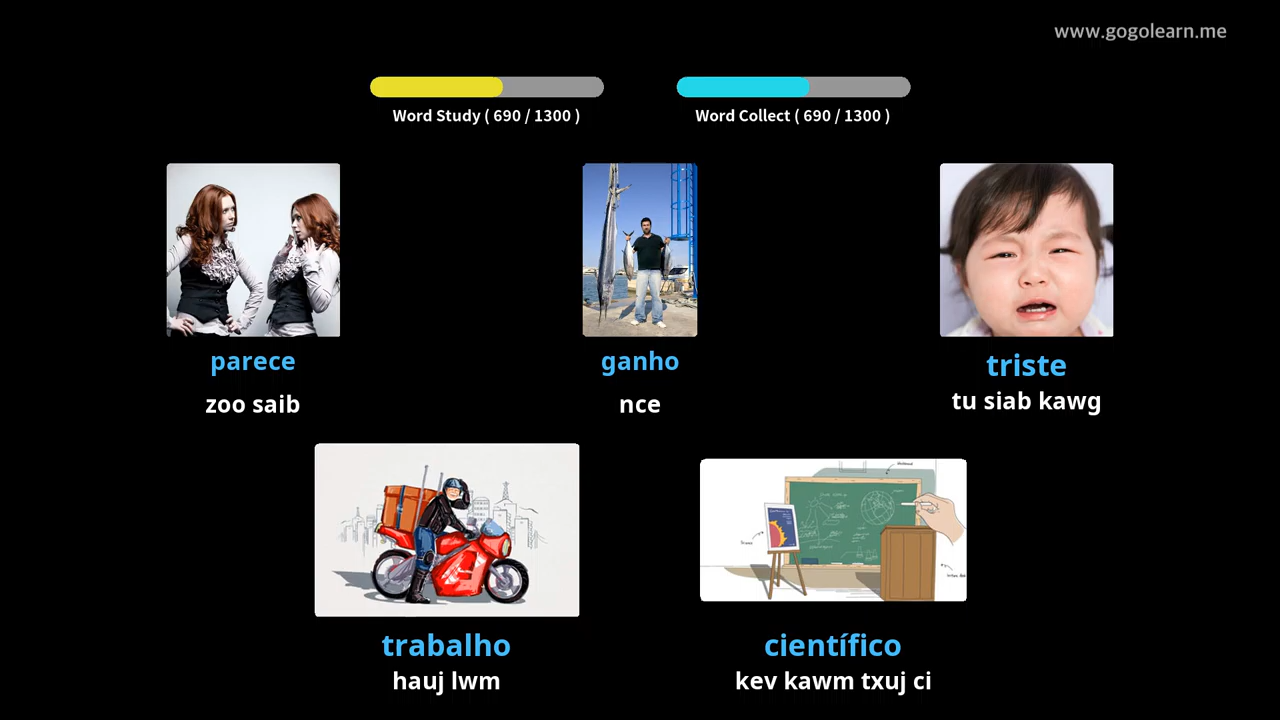 www.gogolearn.me
Word Study ( 690 / 1300 )
Word Collect ( 690 / 1300 )
parece
ganho
triste
zoo saib
nce
tu siab kawg
trabalho
científico
hauj lwm
kev kawm txuj ci